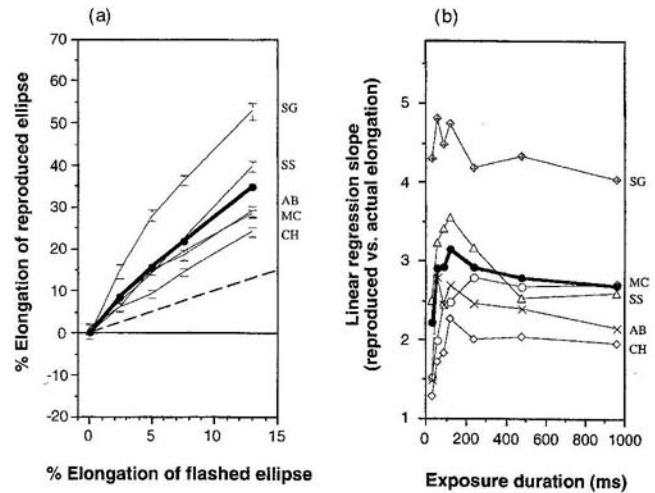 (a)
% Elongation of reproduced ellipse
70
60
50
40
30
20
10
0
-10
-20
0
5
10
15
% Elongation of flashed ellipse
SG
SS
AB
MC
CH
(b)
Linear regression slope
(reproduced vs. actual elongation)
5
4
3
2
1
0
200
400
600
800
1000
Exposure duration (ms)
SG
MC
SS
AB
CH